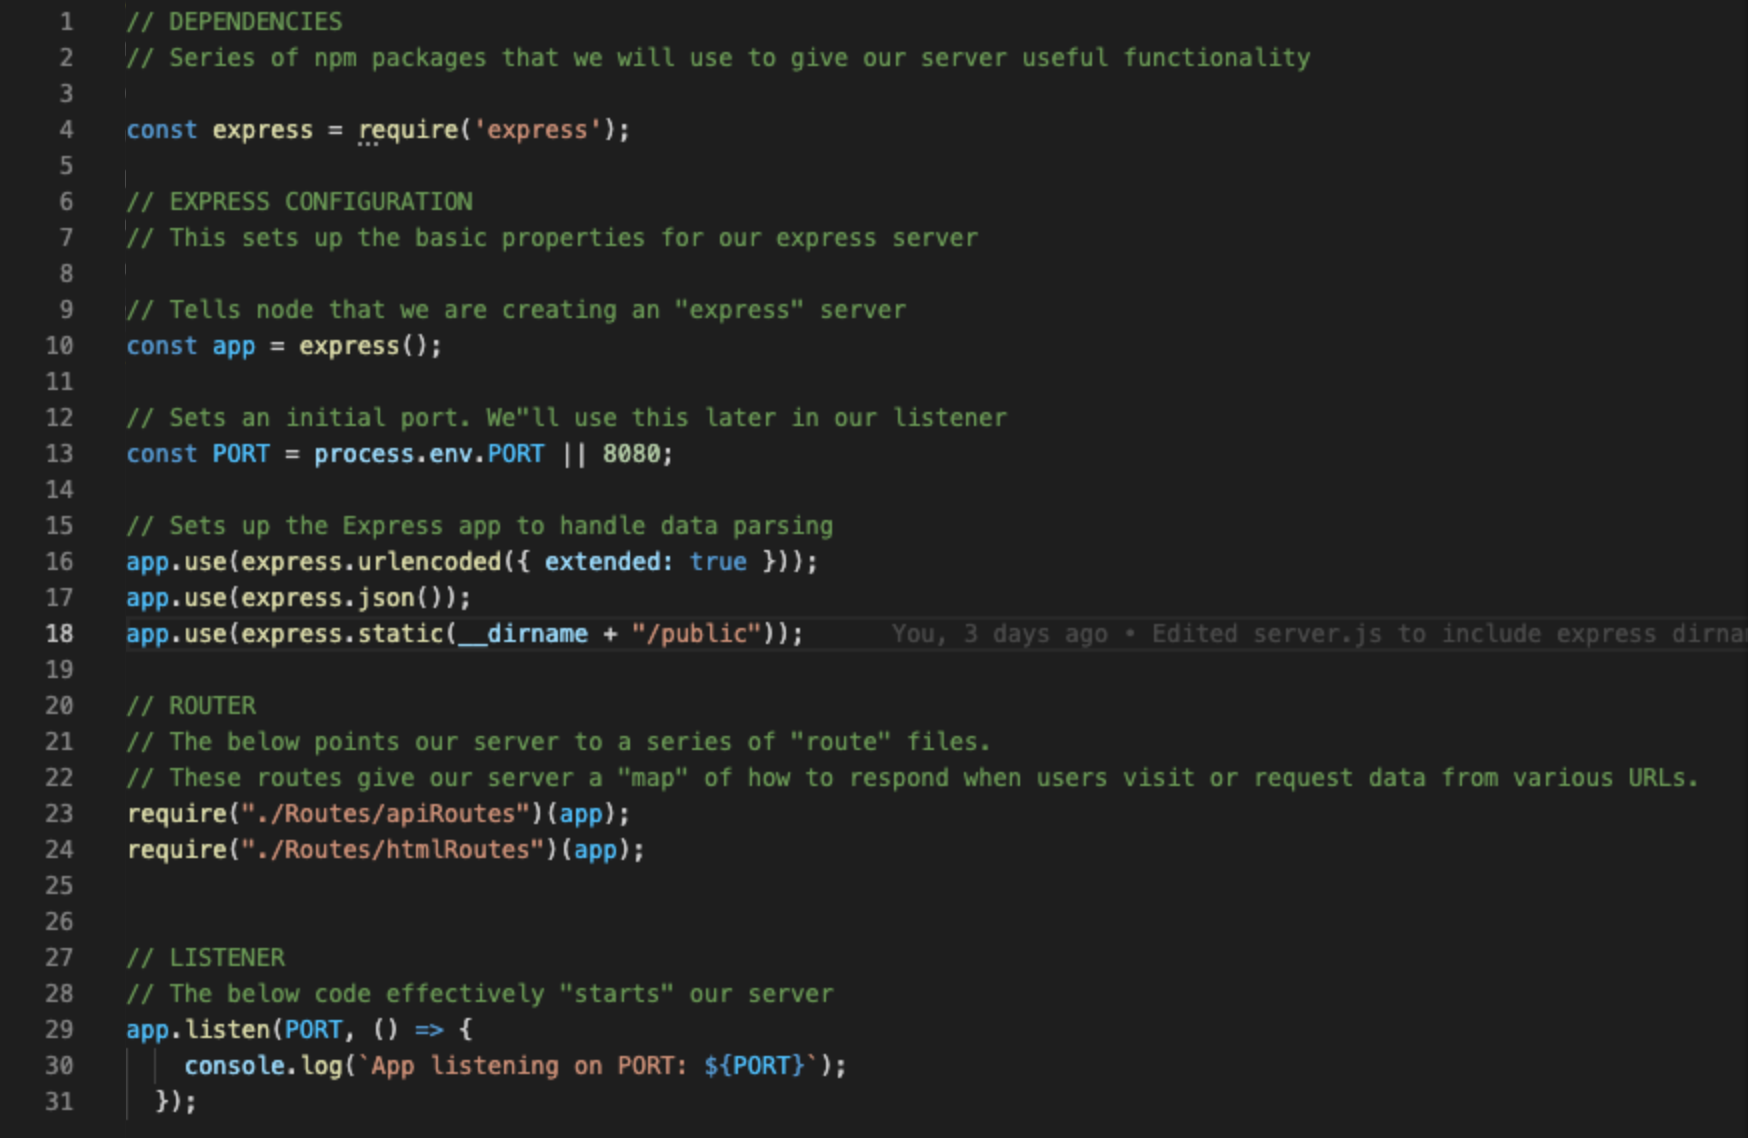 1 // DEPENDENCIES
2 // Series of npm packages that we will use to give our server useful functionality
3
4 const express = require('express');
5
6 // EXPRESS CONFIGURATION
7 // This sets up the basic properties for our express server
8
9 // Tells node that we are creating an "express" server
10 const app = express();
11
12 // Sets an initial port. We"ll use this later in our listener
13 const PORT = process.env.PORT || 8080;
14
15 // Sets up the Express app to handle data parsing
16 app.use(express.urlencoded({ extended: true }));
17 app.use(express.json());
18 app.use(express.static(__dirname + "/public")); You, 3 days ago • Edited server.js to include express
19
20 // ROUTER
21 // The below points our server to a series of "route" files.
22 // These routes give our server a "map" of how to respond when users visit or request data from various URLs.
23 require("./Routes/apiRoutes")(app);
24 require("./Routes/htmlRoutes")(app);
25
26
27 // LISTENER
28 // The below code effectively "starts" our server
29 app.listen(PORT, () => {
30 console.log(`App listening on PORT: ${PORT}`);
31 });